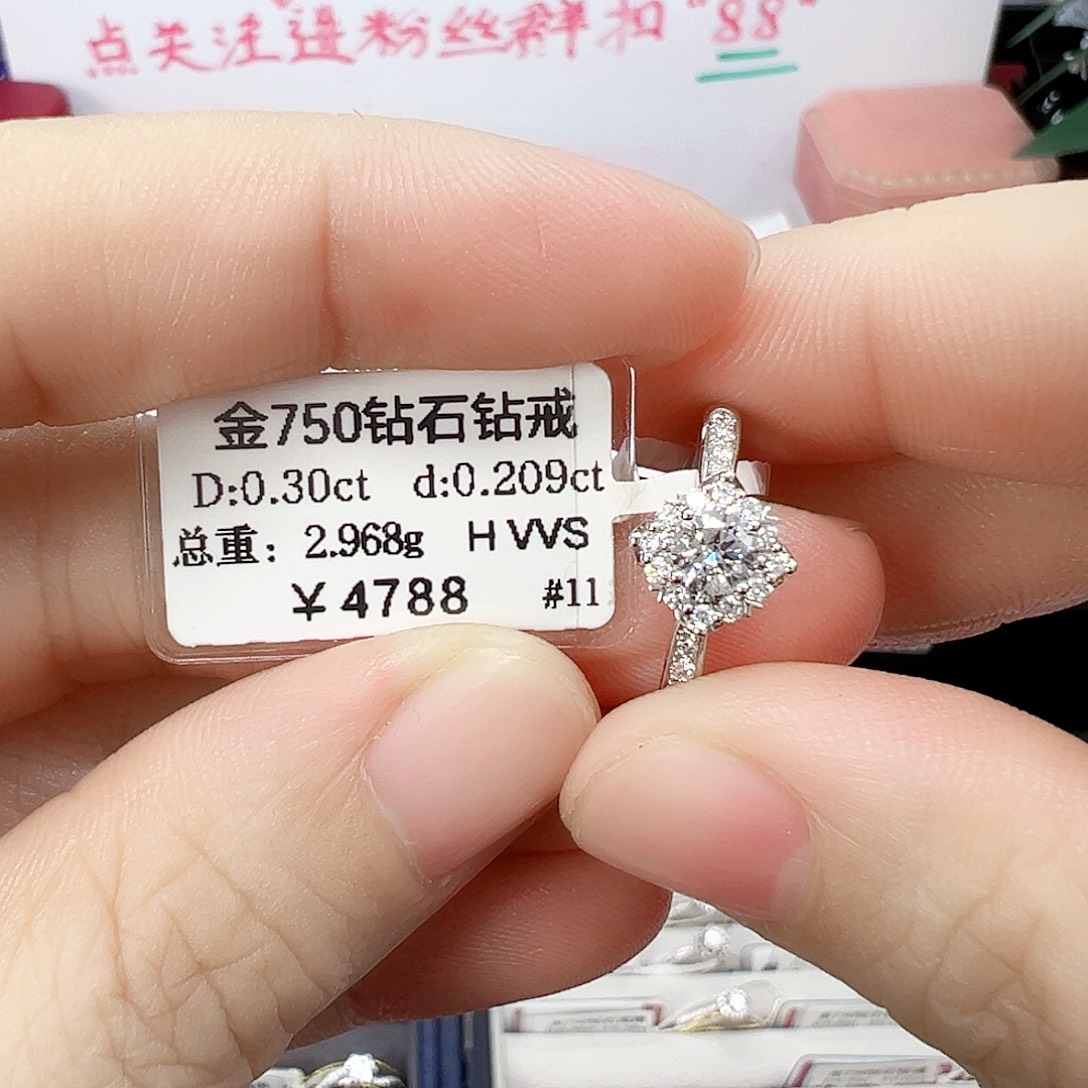 点关注进粉丝群扣"88"
金750钻石钻戒
D:0.30ct d:0.209ct
总重：2.968g H VVS
￥4788 #11